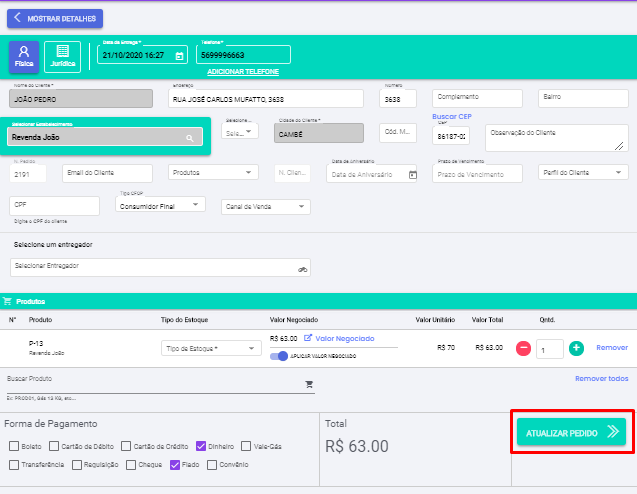 MOSTRAR DETALHES
Física
Jurídica
Data de Entrega *
21/10/2020 16:27
Telefone *
5699996663
ADICIONAR TELEFONE
Nome do Cliente *
JOÃO PEDRO
Endereço
RUA JOSÉ CARLOS MUFATTO, 3638
Número
3638
Complemento
Bairro
Buscar CEP
Selecionar Estabelecimento
Revenda João
Selecione ...
Sele...
Cidade do Cliente *
CAMBÉ
Cód. M...
CEP
86187-02
Observação do Cliente
N. Pedido
2191
Email do Cliente
Produtos
N. Clien...
Data de Aniversário
Data de Aniversário
Prazo de Vencimento
Prazo de Vencimento
Perfil do Cliente
CPF
Digite o CPF do cliente
Tipo CFOP
Consumidor Final
Canal de Venda
Selecione um entregador
Selecionar Entregador
Produtos
N° Produto Tipo do Estoque Valor Negociado Valor Unitário Valor Total Qntd.
P-13
Revenda João
Tipo de Estoque *
R$ 63.00 Valor Negociado
APLICAR VALOR NEGOCIADO
R$ 70
R$ 63.00
1
Remover
Buscar Produto
Ex: PROD01, Gás 13 KG, etc...
Remover todos
Forma de Pagamento
Boleto Cartão de Débito Cartão de Crédito Dinheiro Vale-Gás
Transferência Requisição Cheque Fiado Convênio
Total
R$ 63.00
ATUALIZAR PEDIDO